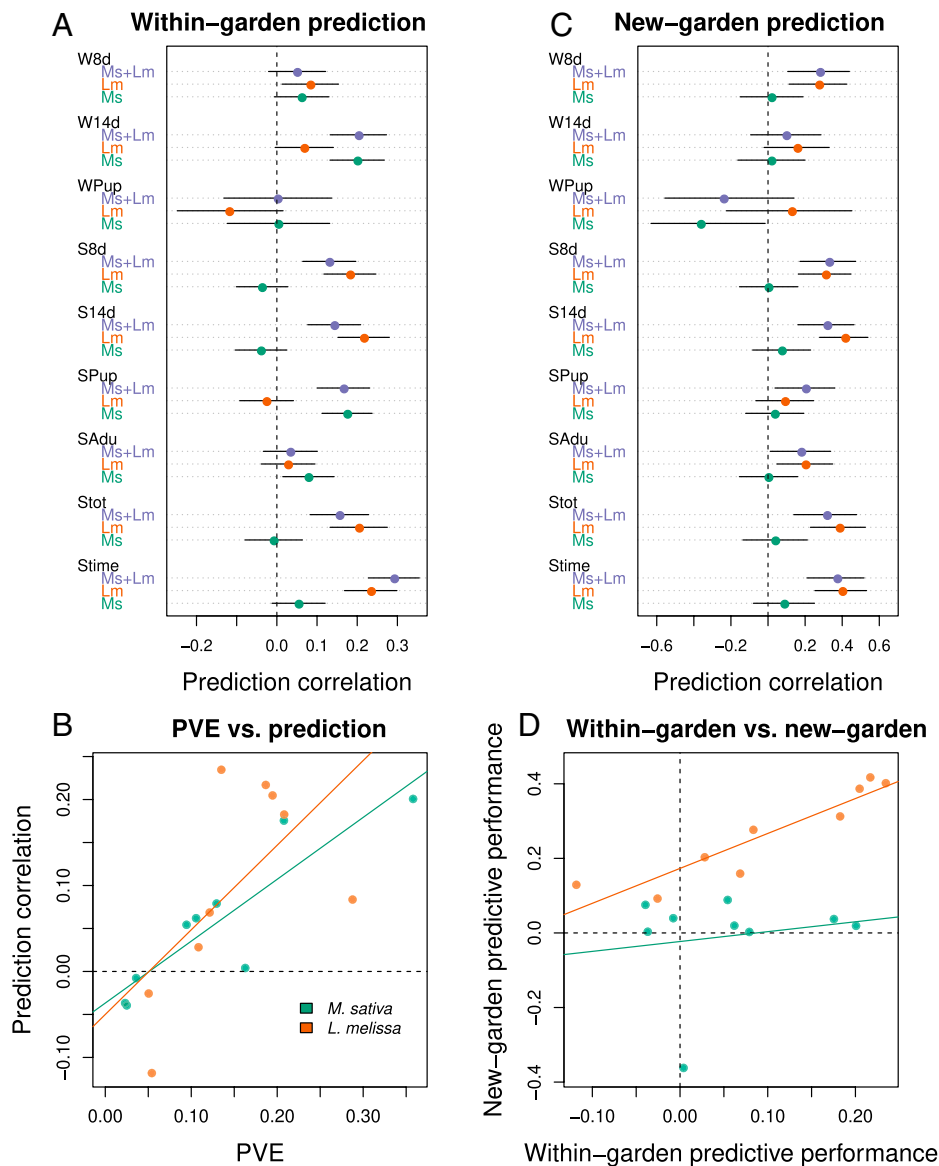 A Within−garden prediction
W8d
Ms+Lm
Lm
Ms
W14d
Ms+Lm
Lm
Ms
WPup
Ms+Lm
Lm
Ms
S8d
Ms+Lm
Lm
Ms
S14d
Ms+Lm
Lm
Ms
SPup
Ms+Lm
Lm
Ms
SAdu
Ms+Lm
Lm
Ms
Stot
Ms+Lm
Lm
Ms
Stime
Ms+Lm
Lm
Ms
−0.2 0.0 0.1 0.2 0.3
Prediction correlation
C New−garden prediction
W8d
Ms+Lm
Lm
Ms
W14d
Ms+Lm
Lm
Ms
WPup
Ms+Lm
Lm
Ms
S8d
Ms+Lm
Lm
Ms
S14d
Ms+Lm
Lm
Ms
SPup
Ms+Lm
Lm
Ms
SAdu
Ms+Lm
Lm
Ms
Stot
Ms+Lm
Lm
Ms
Stime
Ms+Lm
Lm
Ms
−0.6 −0.4 0.0 0.2 0.4 0.6
Prediction correlation
B PVE vs. prediction
Prediction correlation
0.20
0.10
0.00
−0.10
M. sativa
L. melissa
0.00 0.10 0.20 0.30
PVE
D Within−garden vs. new−garden
New−garden predictive performance
0.4
0.2
0.0
−0.2
−0.4
−0.10 0.00 0.10 0.20
Within−garden predictive performance